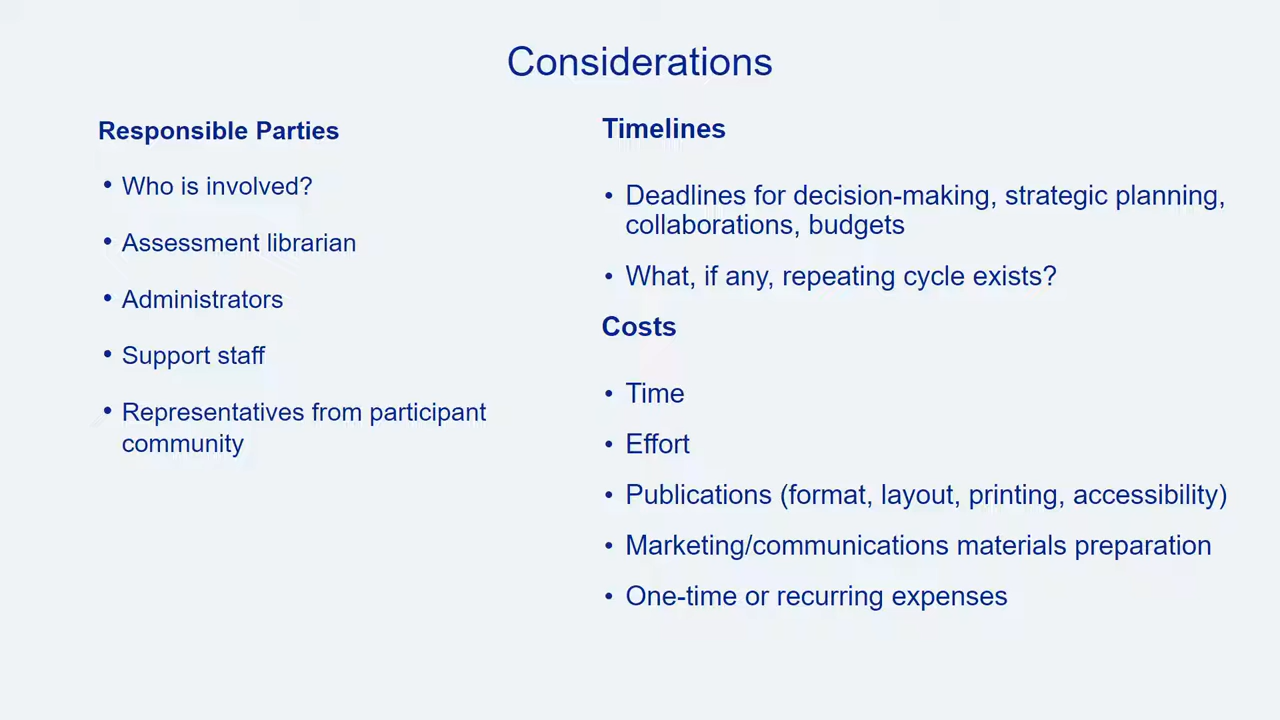 Considerations
Responsible Parties
• Who is involved?
• Assessment librarian
• Administrators
• Support staff
• Representatives from participant
community
Timelines
• Deadlines for decision-making, strategic planning,
collaborations, budgets
• What, if any, repeating cycle exists?
Costs
• Time
• Effort
• Publications (format, layout, printing, accessibility)
• Marketing/communications materials preparation
• One-time or recurring expenses